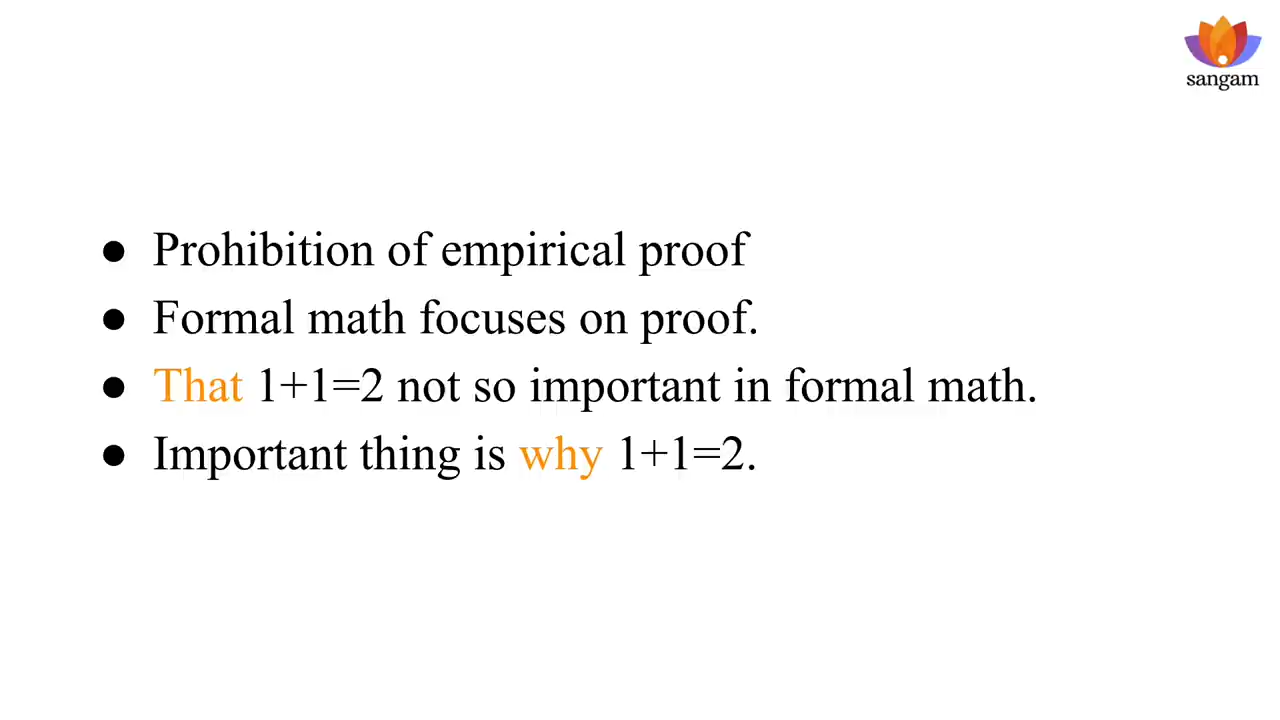 sangam
● Prohibition of empirical proof
● Formal math focuses on proof.
● That 1+1=2 not so important in formal math.
● Important thing is why 1+1=2.